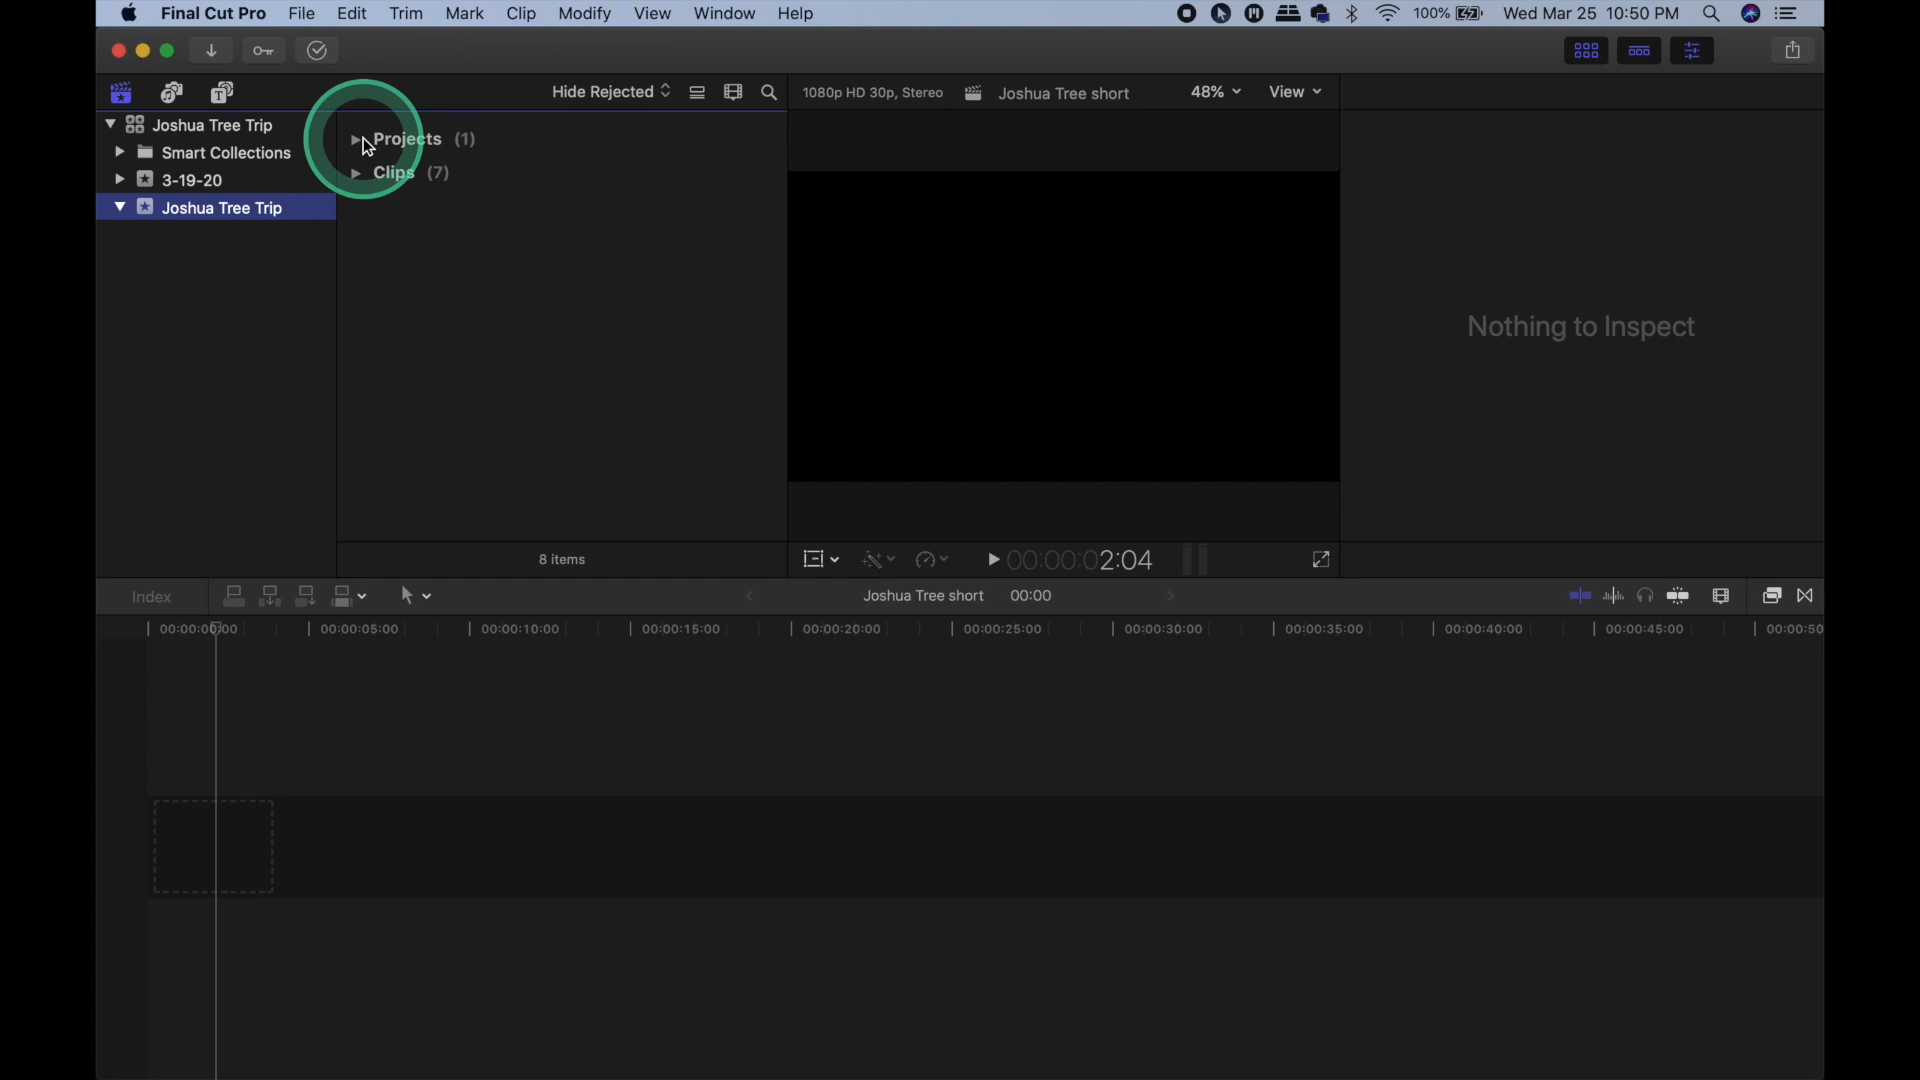 Final Cut Pro File Edit Trim Mark Clip Modify View Window Help 100% Wed Mar 25 10:50 PM
Hide Rejected
1080p HD 30p, Stereo Joshua Tree short 48% View
Joshua Tree Trip
Smart Collections
3-19-20
Joshua Tree Trip
Projects (1)
Clips (7)
8 items
Nothing to Inspect
00:00:02:04
Index
Joshua Tree short 00:00
00:00:00:00 00:00:05:00 00:00:10:00 00:00:15:00 00:00:20:00 00:00:25:00 00:00:30:00 00:00:35:00 00:00:40:00 00:00:45:00 00:00:50